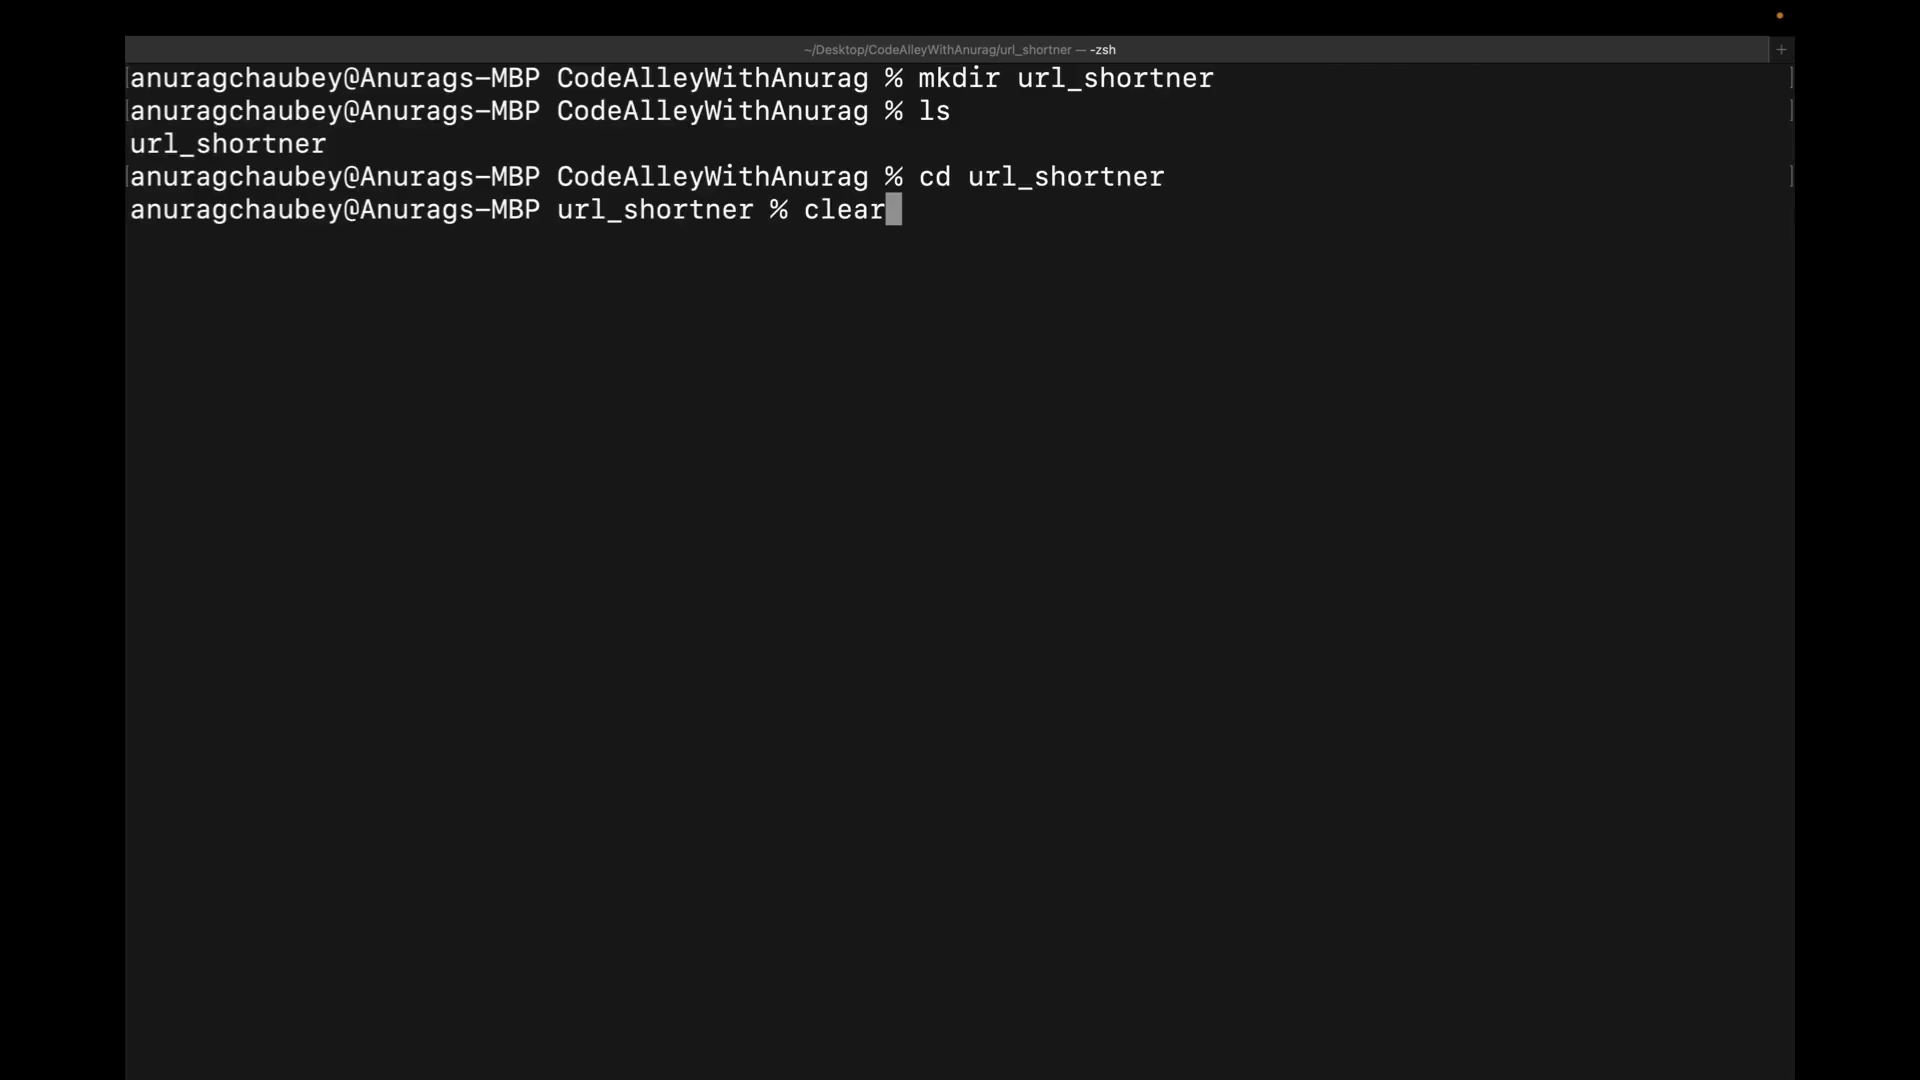 ~/Desktop/CodeAlleyWithAnurag/url_shortner — -zsh
anuragchaubey@Anurags-MBP CodeAlleyWithAnurag % mkdir url_shortner
anuragchaubey@Anurags-MBP CodeAlleyWithAnurag % ls
url_shortner
anuragchaubey@Anurags-MBP CodeAlleyWithAnurag % cd url_shortner
anuragchaubey@Anurags-MBP url_shortner % clear